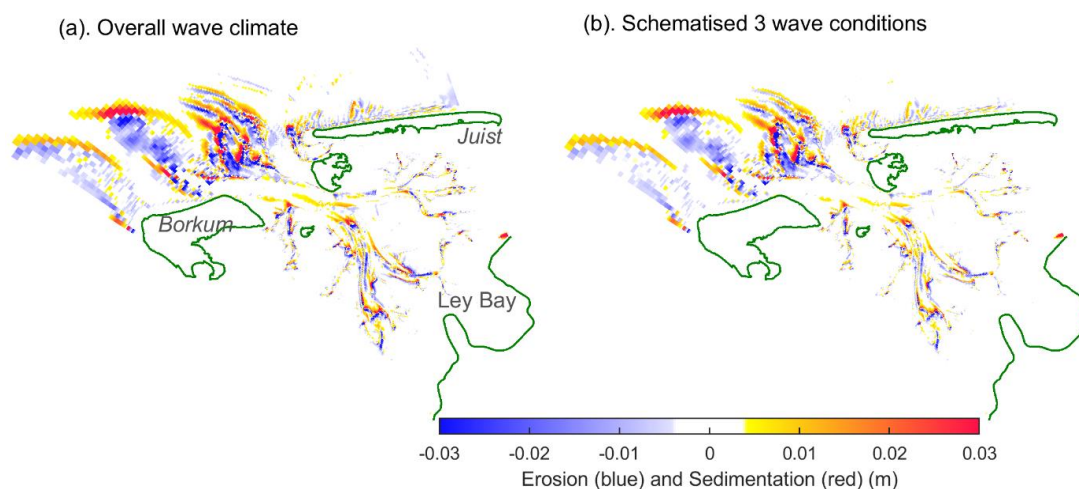 (a). Overall wave climate
(b). Schematised 3 wave conditions
Juist
Borkum
Ley Bay
-0.03 -0.02 -0.01 0 0.01 0.02 0.03
Erosion (blue) and Sedimentation (red) (m)